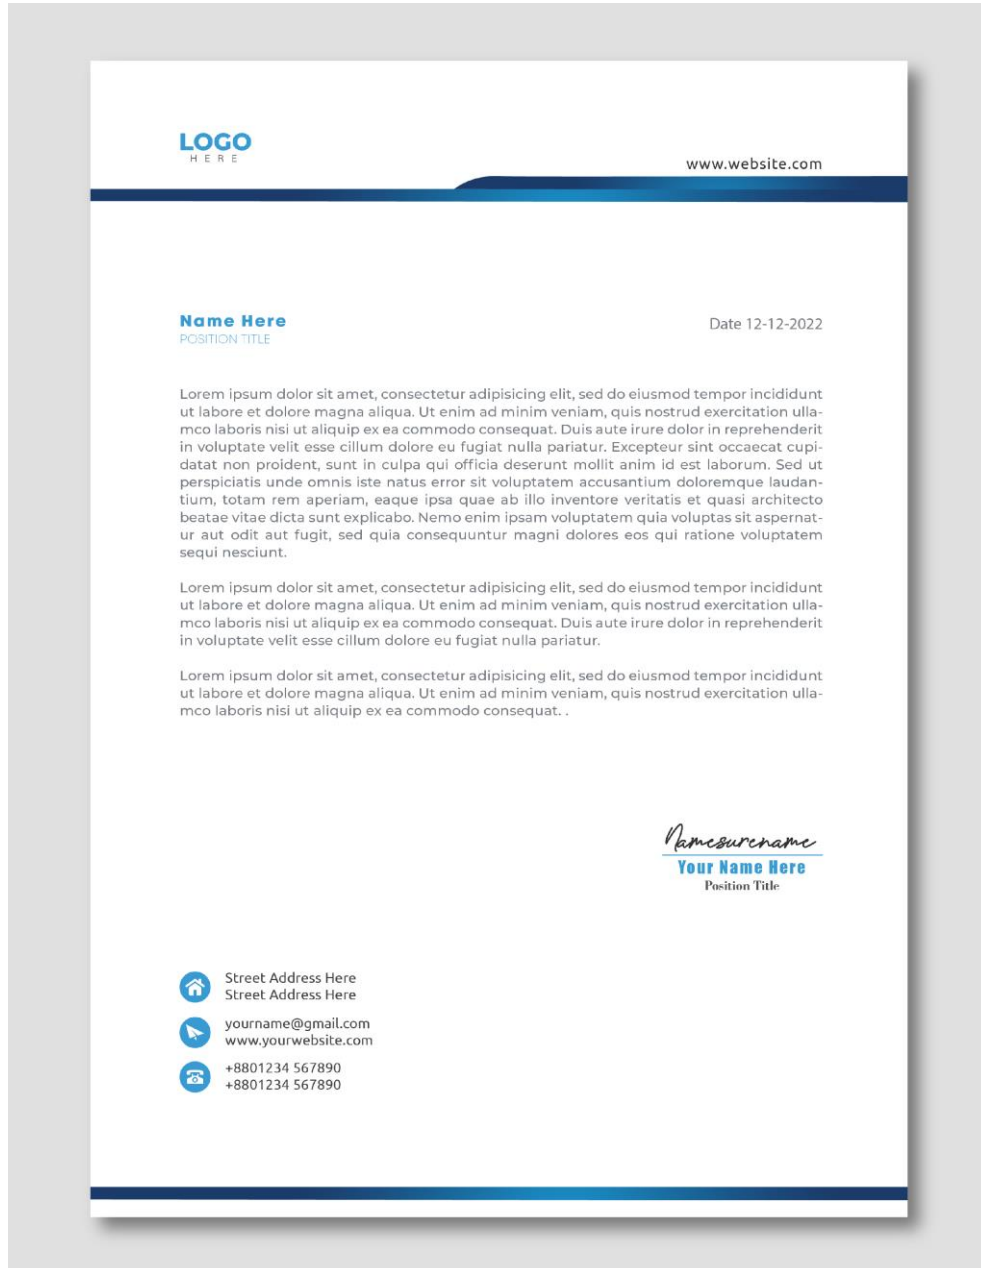 LOGO
HERE
www.website.com
Name Here
POSITION TITLE
Date 12-12-2022
Lorem ipsum dolor sit amet, consectetur adipisicing elit, sed do eiusmod tempor incididunt
ut labore et dolore magna aliqua. Ut enim ad minim veniam, quis nostrud exercitation ulla-
mco laboris nisi ut aliquip ex ea commodo consequat. Duis aute irure dolor in reprehenderit
in voluptate velit esse cillum dolore eu fugiat nulla pariatur. Excepteur sint occaecat cupi-
datat non proident, sunt in culpa qui officia deserunt mollit anim id est laborum. Sed ut
perspiciatis unde omnis iste natus error sit voluptatem accusantium doloremque laudan-
tium, totam rem aperiam, eaque ipsa quae ab illo inventore veritatis et quasi architecto
beatae vitae dicta sunt explicabo. Nemo enim ipsam voluptatem quia voluptas sit aspernat-
ur aut odit aut fugit, sed quia consequuntur magni dolores eos qui ratione voluptatem
sequi nesciunt.
Lorem ipsum dolor sit amet, consectetur adipisicing elit, sed do eiusmod tempor incididunt
ut labore et dolore magna aliqua. Ut enim ad minim veniam, quis nostrud exercitation ulla-
mco laboris nisi ut aliquip ex ea commodo consequat. Duis aute irure dolor in reprehenderit
in voluptate velit esse cillum dolore eu fugiat nulla pariatur.
Lorem ipsum dolor sit amet, consectetur adipisicing elit, sed do eiusmod tempor incididunt
ut labore et dolore magna aliqua. Ut enim ad minim veniam, quis nostrud exercitation ulla-
mco laboris nisi ut aliquip ex ea commodo consequat. .
Namesurename
Your Name Here
Position Title
Street Address Here
Street Address Here
yourname@gmail.com
www.yourwebsite.com
+8801234 567890
+8801234 567890